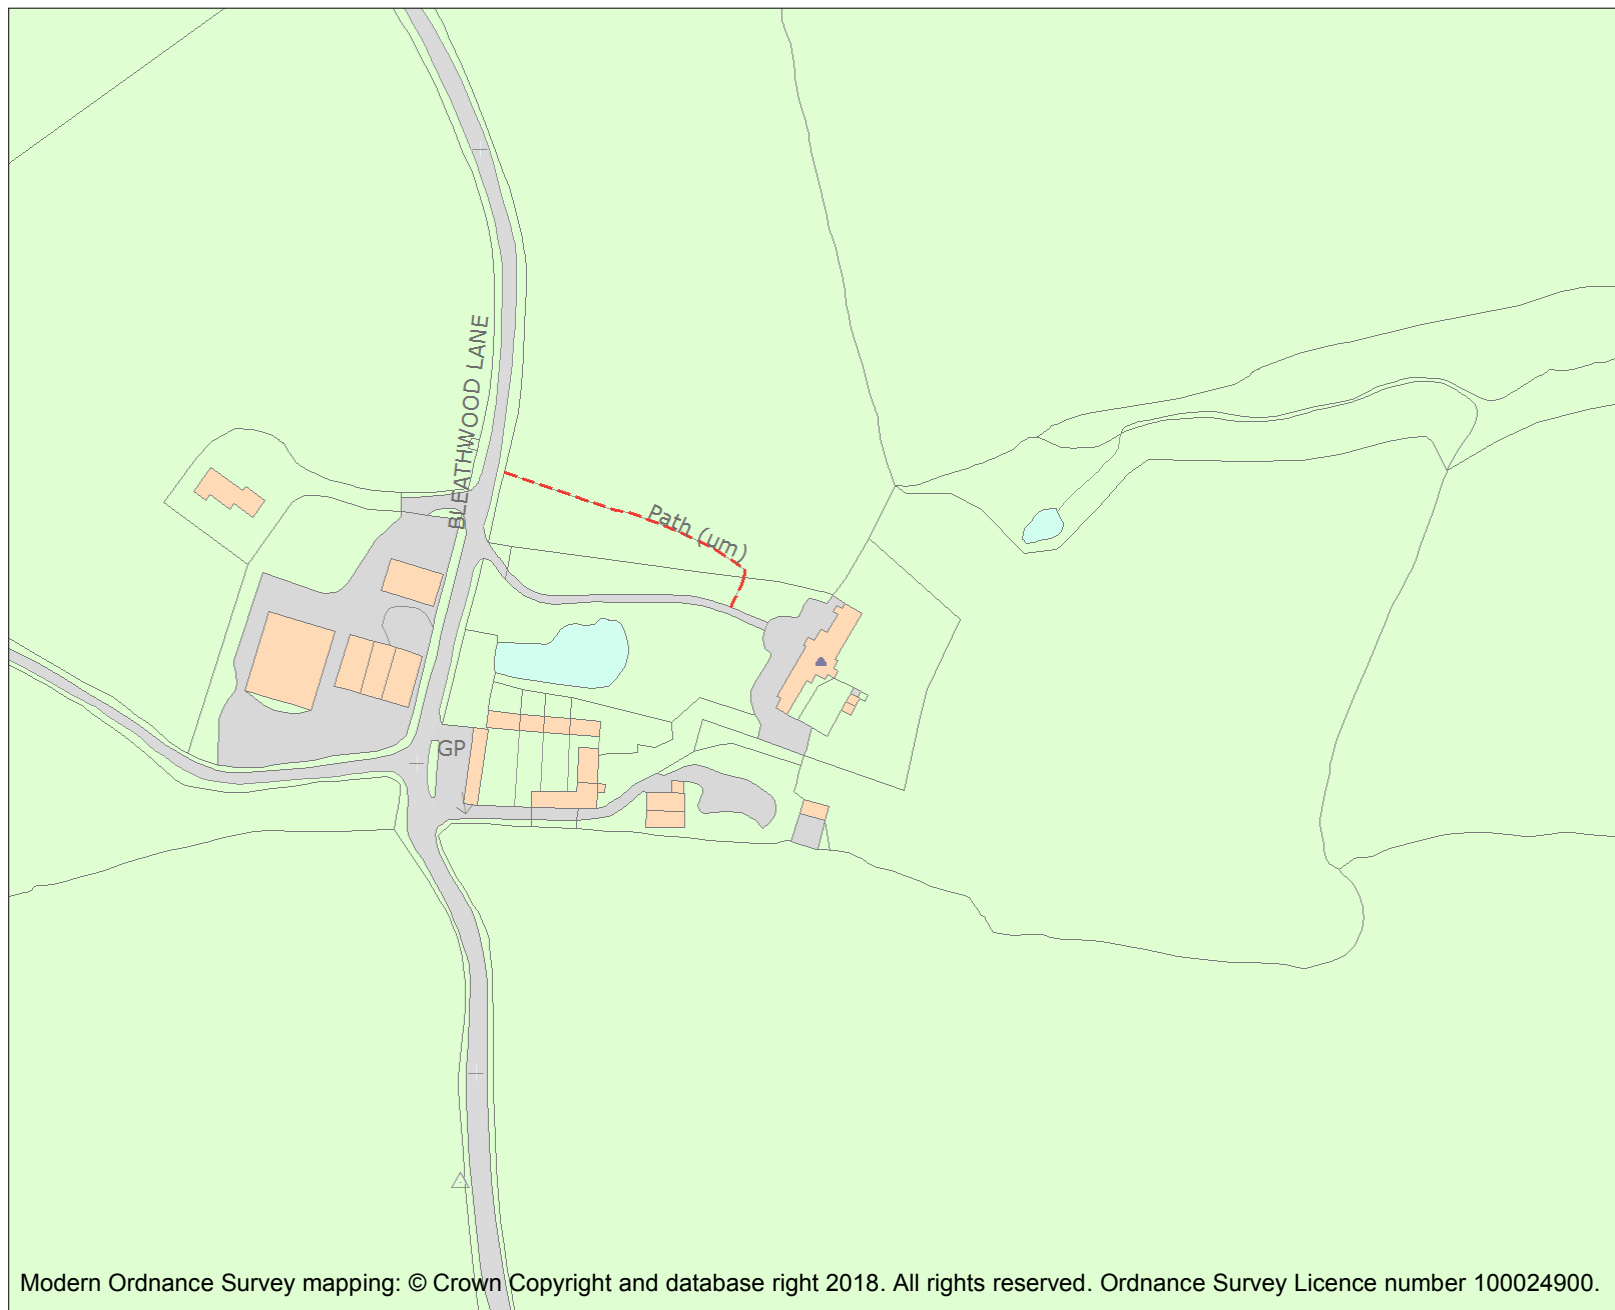 BLEATHWOOD LANE
Path (um)
GP
Modern Ordnance Survey mapping: © Crown Copyright and database right 2018. All rights reserved. Ordnance Survey Licence number 100024900.